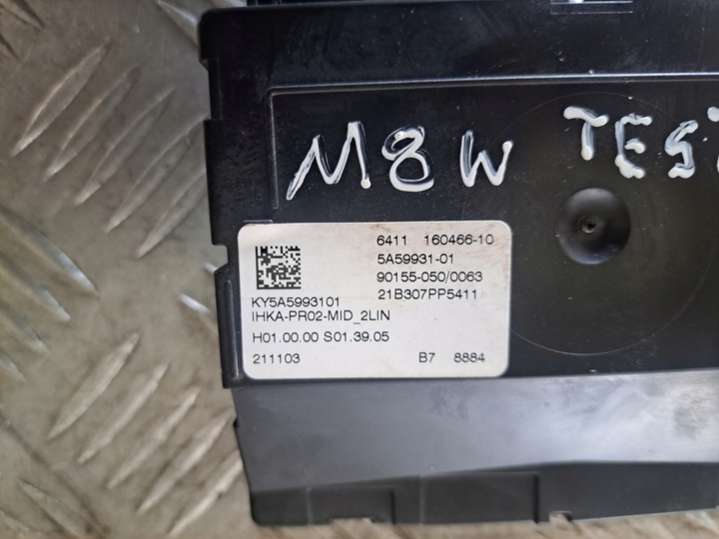 M8W TEST
6411 160466-10
5A59931-01
90155-050/0063
21B307PP5411
KY5A5993101
IHKA-PR02-MID_2LIN
H01.00.00 S01.39.05
211103 B7 8884